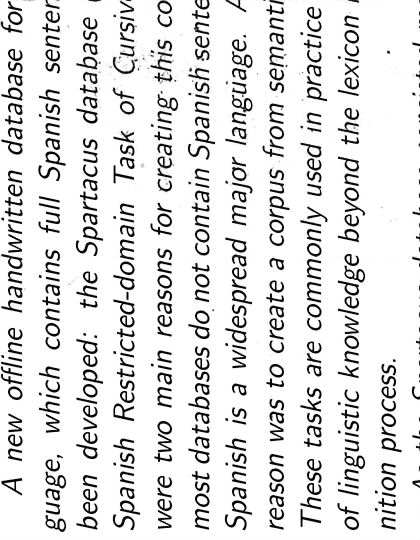 A new offline handwritten database for
guage, which contains full Spanish senten
been developed: the Spartacus database (
Spanish Restricted-domain Task of Cursive
were two main reasons for creating this co
most databases do not contain Spanish sente
Spanish is a widespread major language. A
reason was to create a corpus from semanti
These tasks are commonly used in practice
of linguistic knowledge beyond the lexicon
nition process.